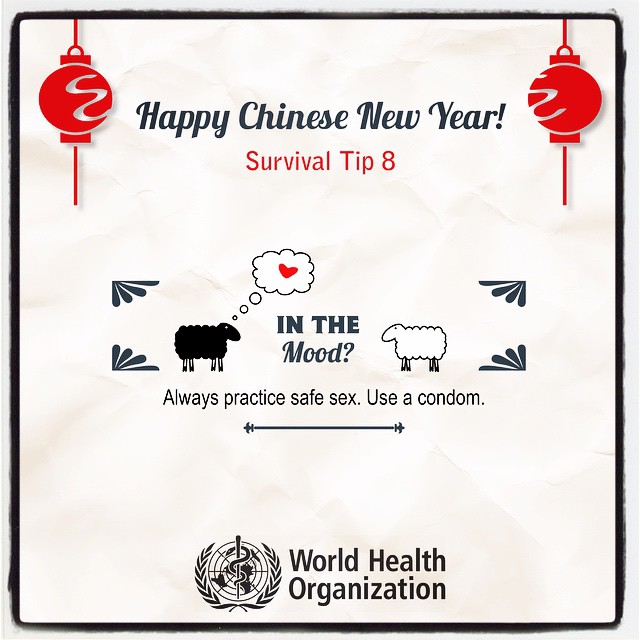 Happy Chinese New Year!
Survival Tip 8
IN THE
Mood?
Always practice safe sex. Use a condom.
World Health
Organization